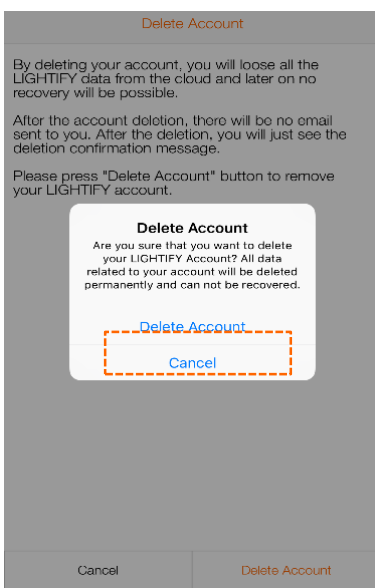 Delete Account
By deleting your account, you will loose all the
LIGHTIFY data from the cloud and later on no
recovery will be possible.
After the account deletion, there will be no email
sent to you. After the deletion, you will just see the
deletion confirmation message.
Please press "Delete Account" button to remove
your LIGHTIFY account.
Delete Account
Are you sure that you want to delete
your LIGHTIFY Account? All data
related to your account will be deleted
permanently and can not be recovered.
Delete Account
Cancel
Cancel
Delete Account